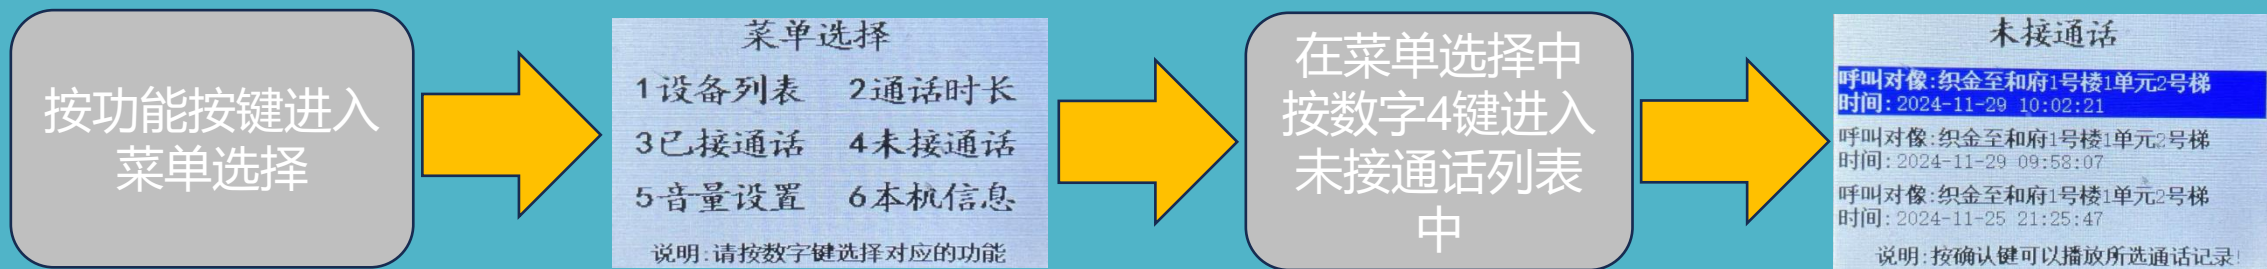 按功能按键进入
菜单选择
菜单选择
1设备列表 2通话时长
3已接通话 4未接通话
5音量设置 6本机信息
说明:请按数字键选择对应的功能
在菜单选择中
按数字4键进入
未接通话列表
中
未接通话
呼叫对像:织金至和府1号楼1单元2号梯
时间:2024-11-29 10:02:21
呼叫对像:织金至和府1号楼1单元2号梯
时间:2024-11-29 09:58:07
呼叫对像:织金至和府1号楼1单元2号梯
时间:2024-11-25 21:25:47
说明:按确认键可以播放所选通话记录!